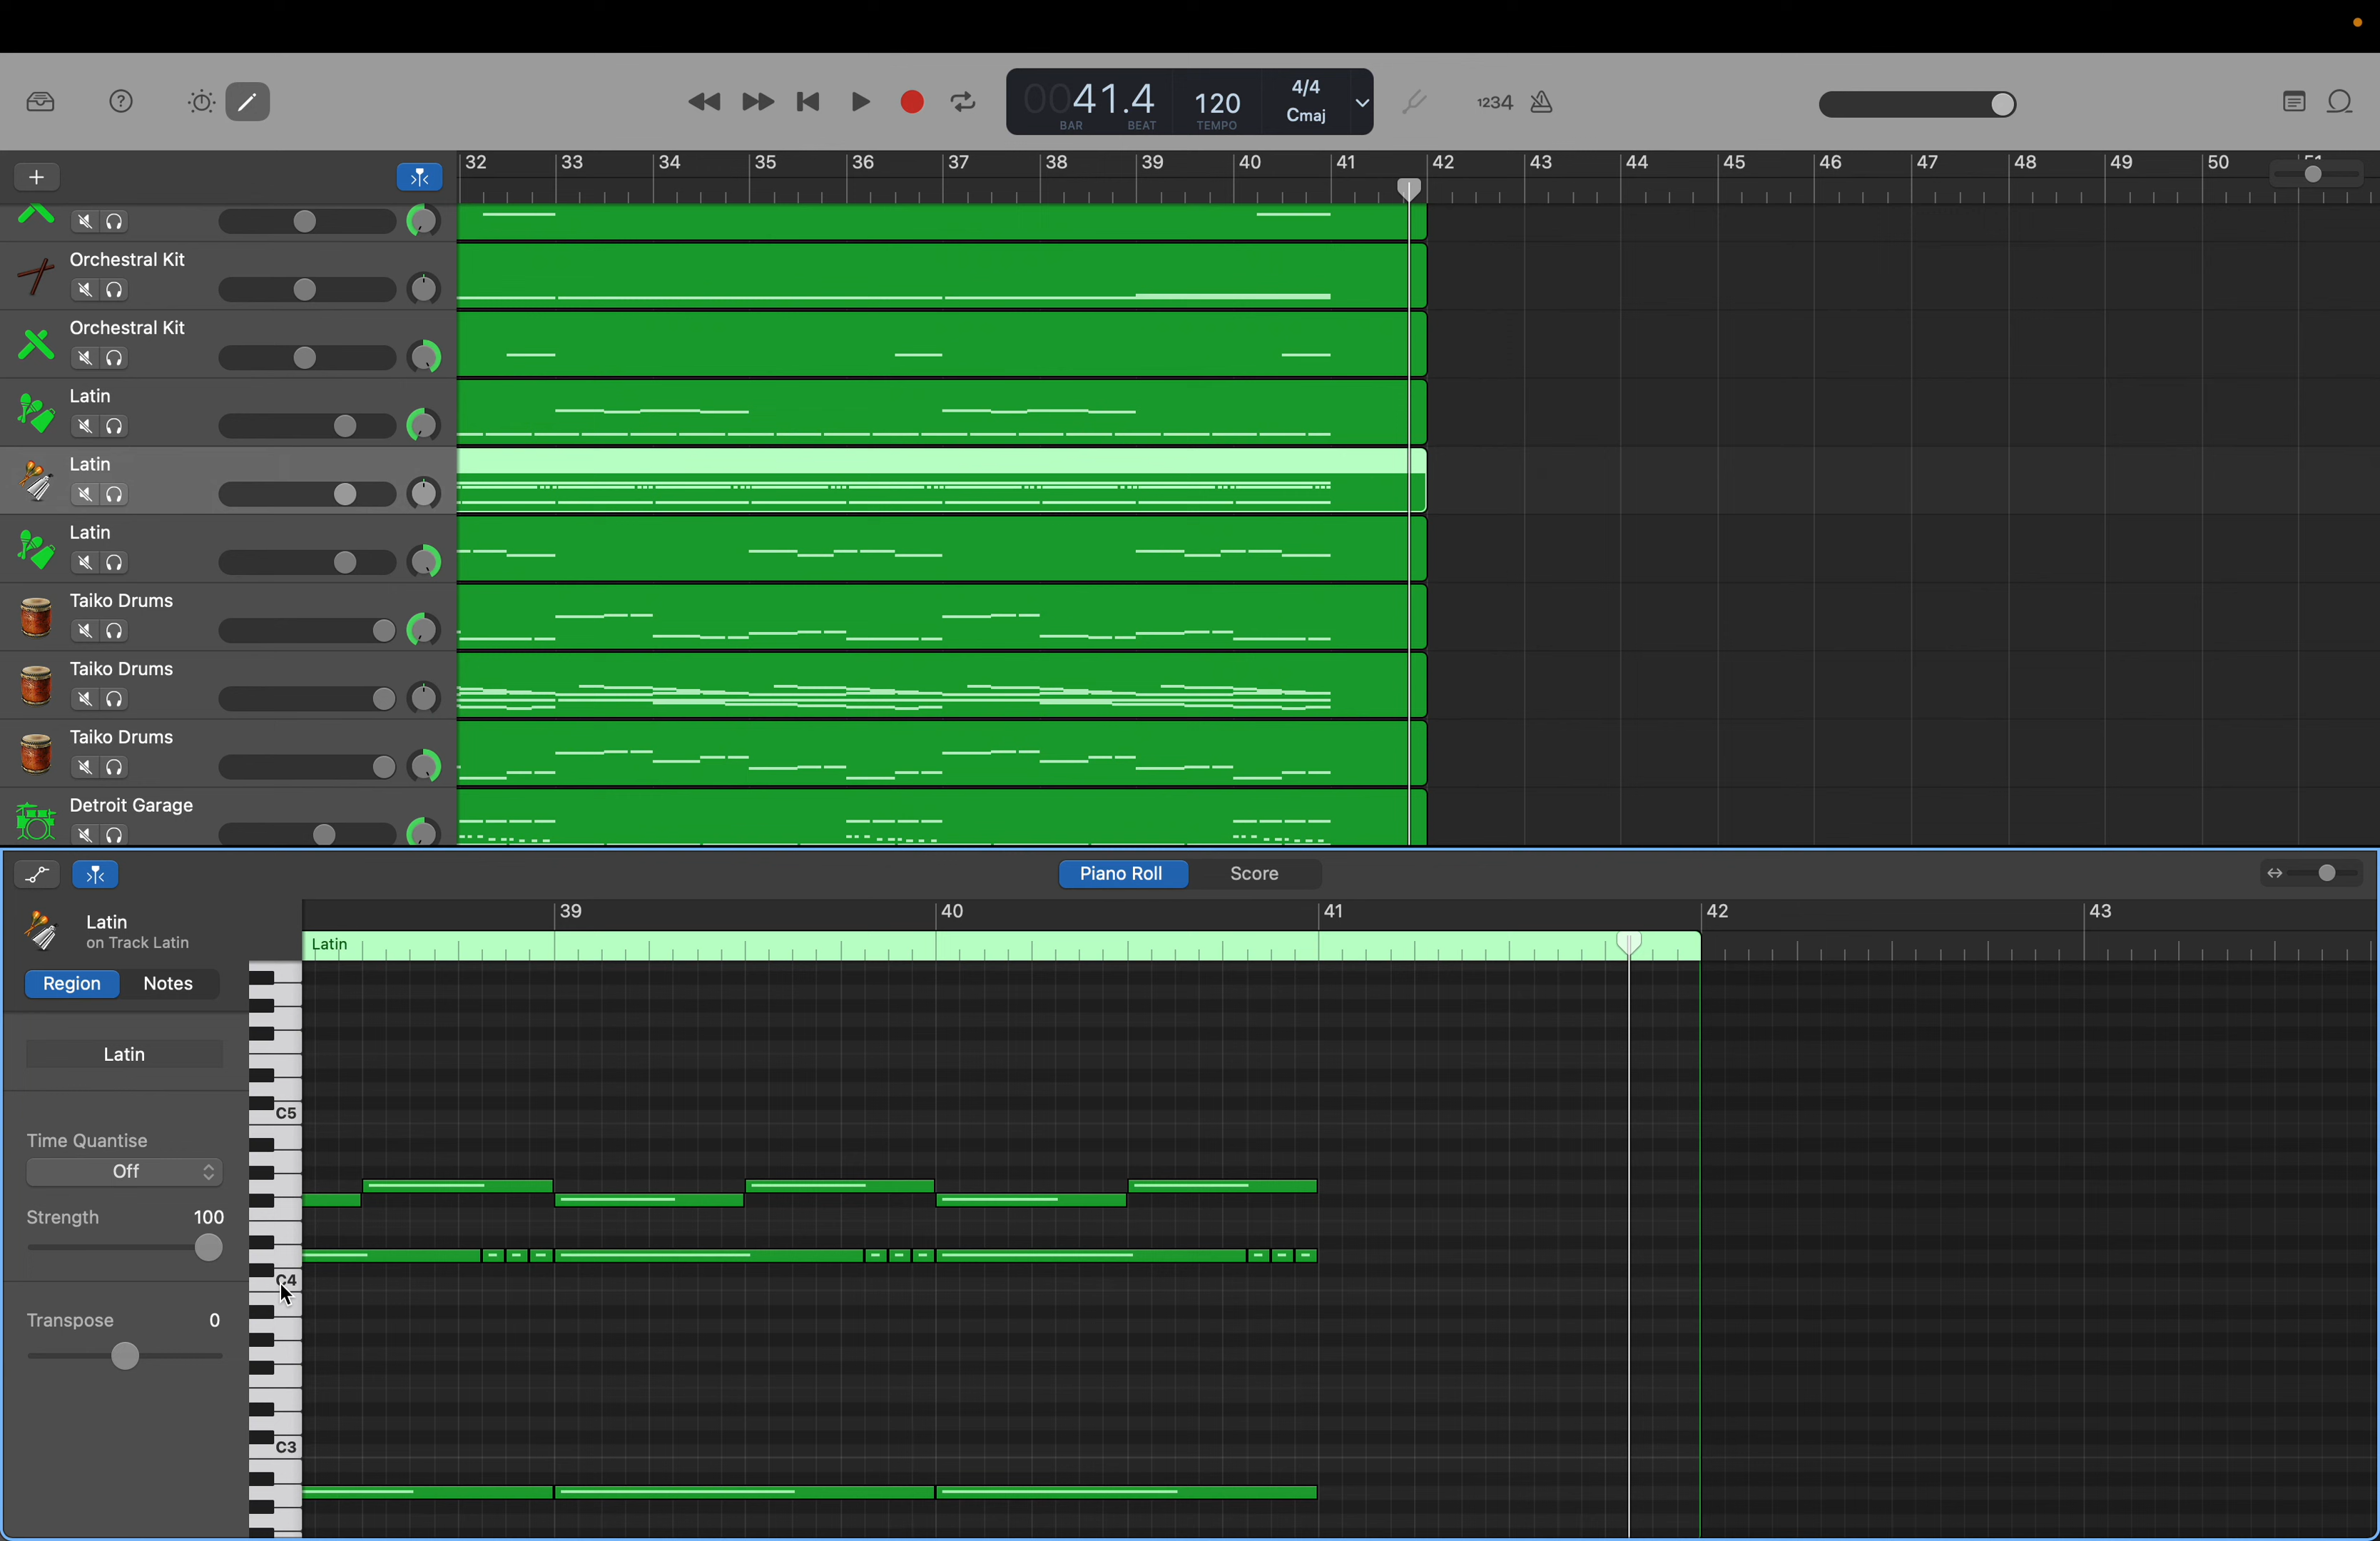 0041.4
BAR BEAT
120
TEMPO
4/4
Cmaj
1234
32 33 34 35 36 37 38 39 40 41 42 43 44 45 46 47 48 49 50
Orchestral Kit
Orchestral Kit
Latin
Latin
Latin
Taiko Drums
Taiko Drums
Taiko Drums
Detroit Garage
Piano Roll Score
39 40 41 42 43
Latin
on Track Latin
Latin
Region Notes
Latin
C5
Time Quantise
Off
Strength 100
C4
Transpose 0
C3